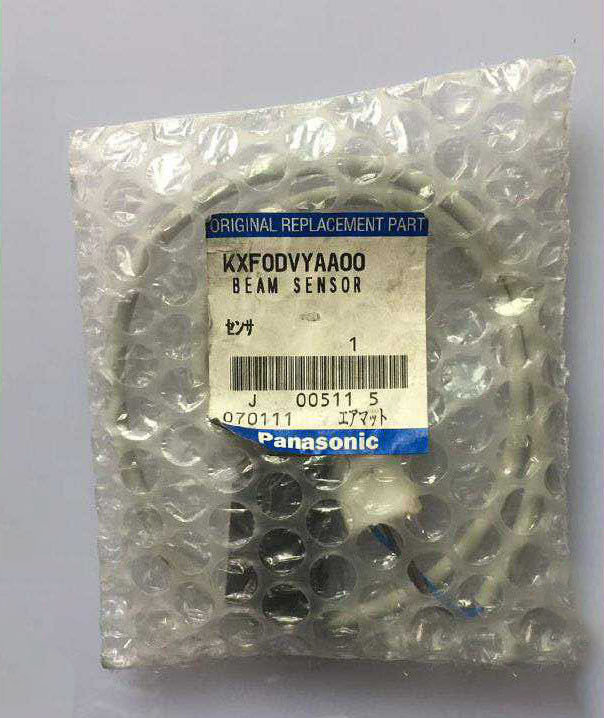 ORIGINAL REPLACEMENT PART
KXF0DVYAA00
BEAM SENSOR
センサ
1
J 00511 5
070111 エアマット
Panasonic